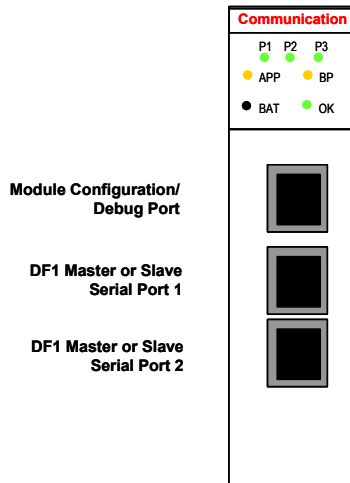 Communication
P1 P2 P3
APP BP
BAT OK
Module Configuration/
Debug Port
DF1 Master or Slave
Serial Port 1
DF1 Master or Slave
Serial Port 2